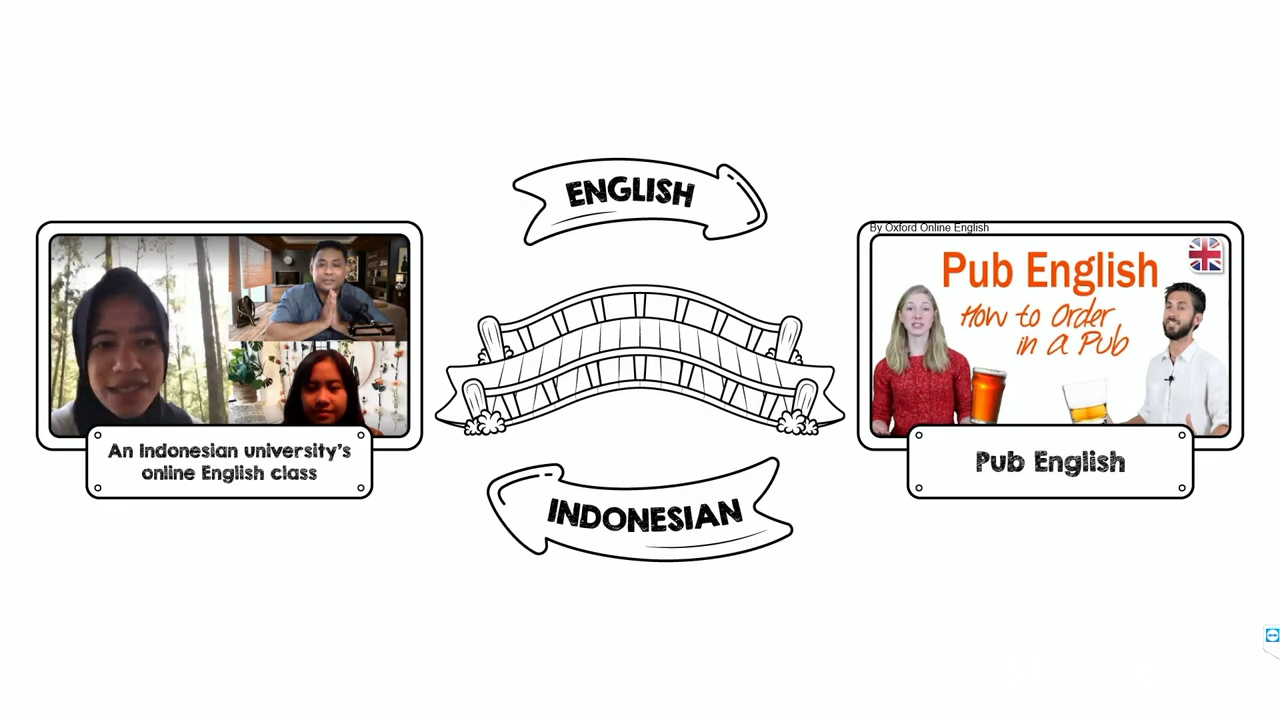 ENGLISH
By Oxford Online English
Pub English
How to Order
in a Pub
An Indonesian university's
online English class
Pub English
INDONESIAN